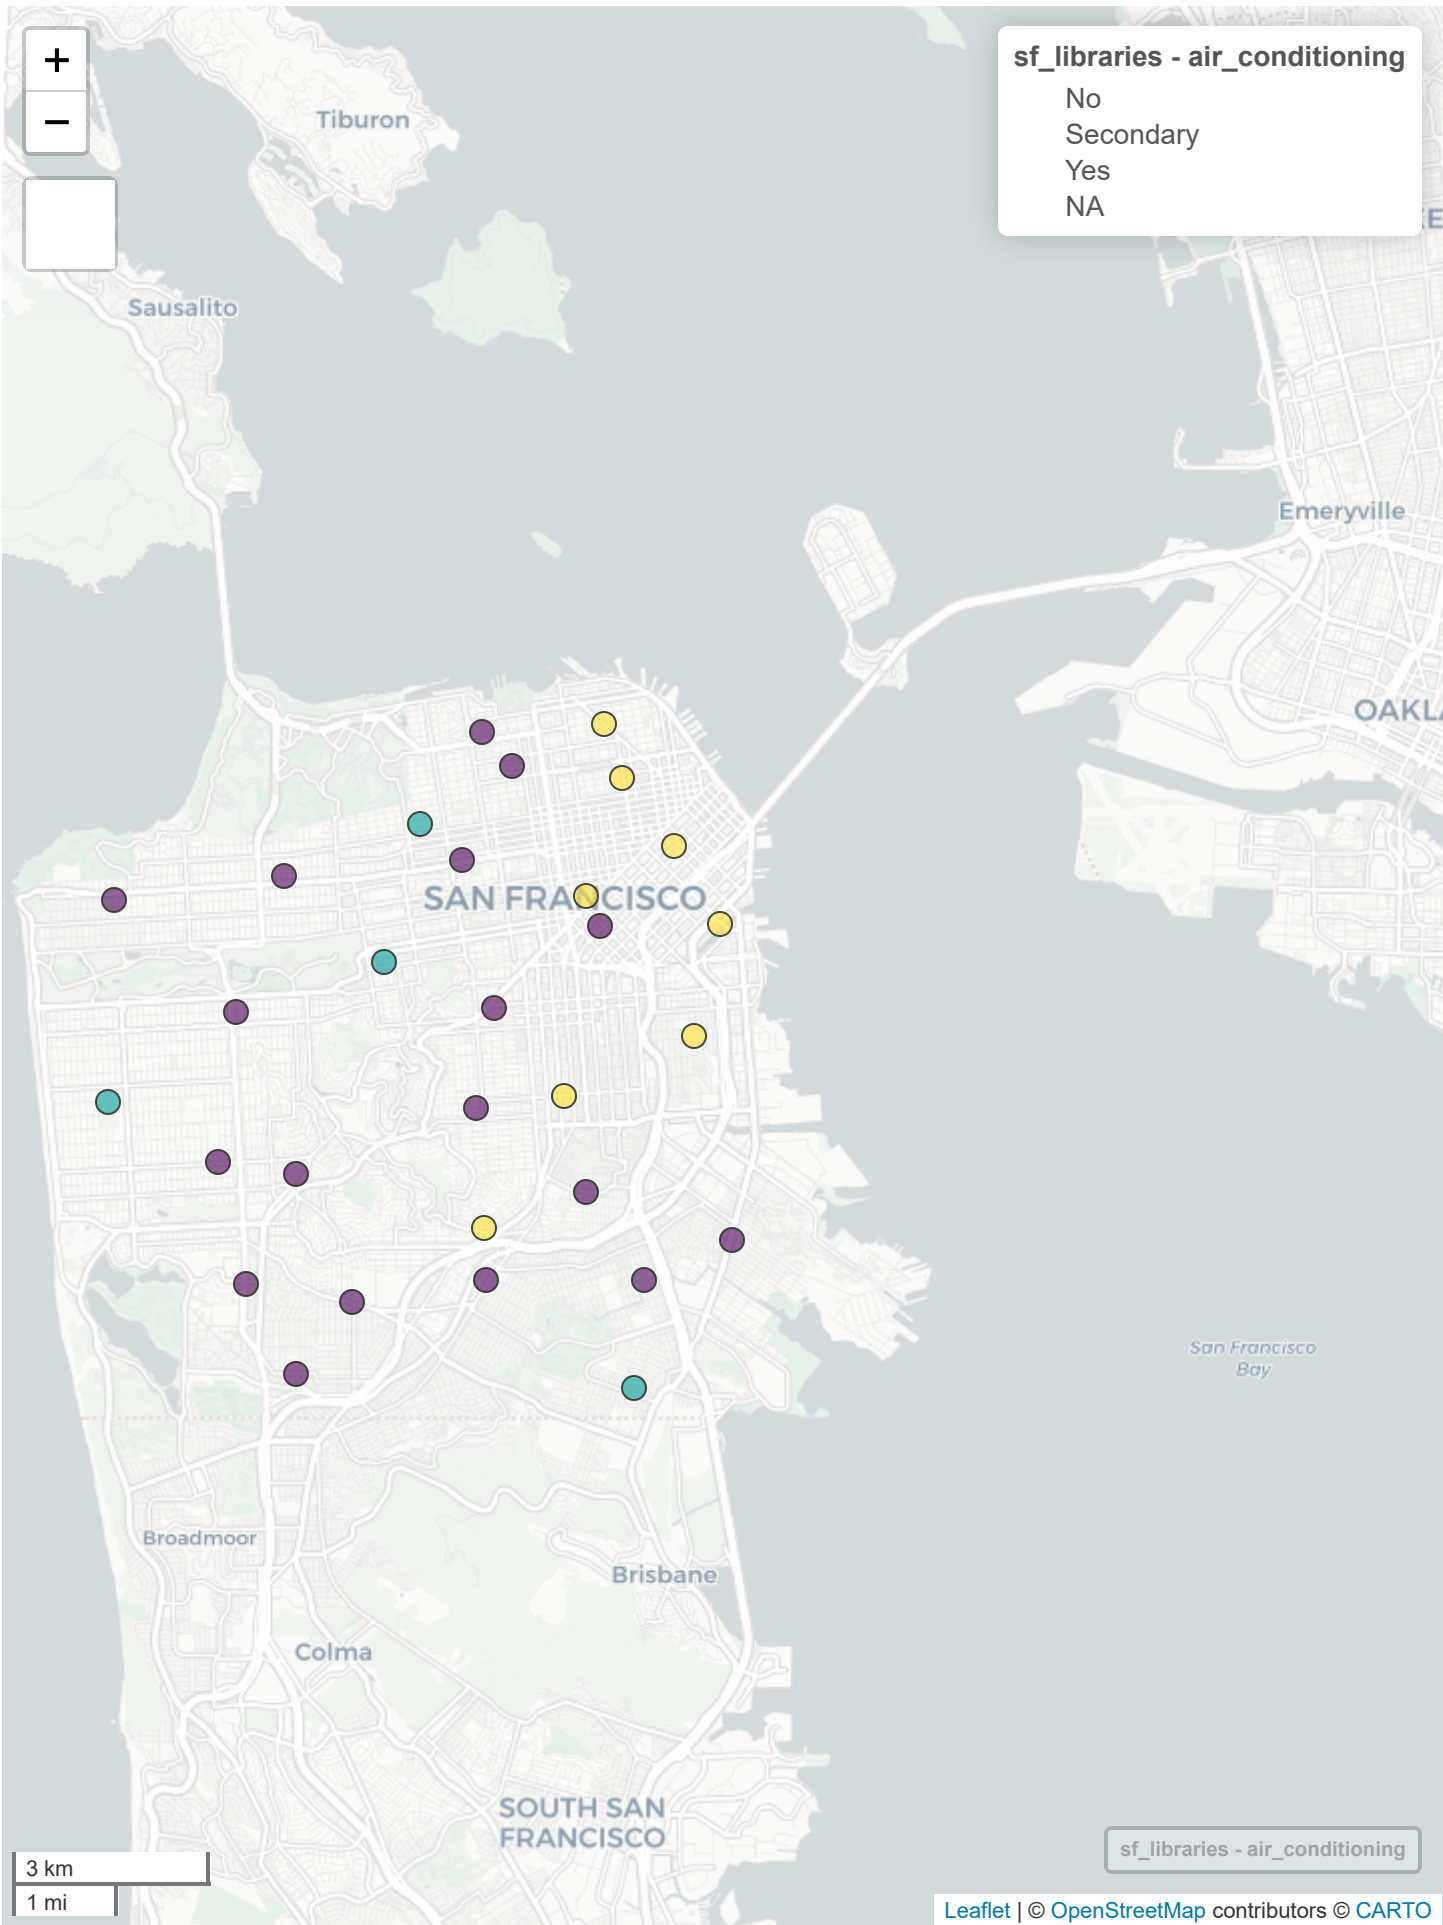 +
−
sf_libraries - air_conditioning
No
Secondary
Yes
NA
Tiburon
Sausalito
Emeryville
SAN FRANCISCO
San Francisco
Bay
Broadmoor
Brisbane
Colma
SOUTH SAN
FRANCISCO
sf_libraries - air_conditioning
3 km
1 mi
Leaflet | © OpenStreetMap contributors © CARTO